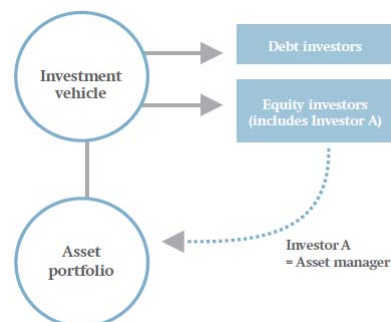 Investment
vehicle
Debt investors
Equity investors
(includes Investor A)
Asset
portfolio
Investor A
= Asset manager